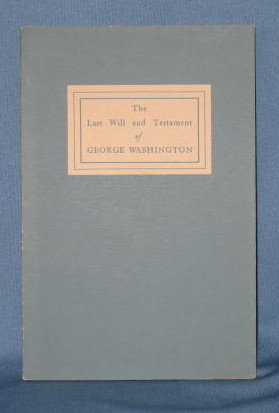 The
Last Will and Testament
of
GEORGE WASHINGTON